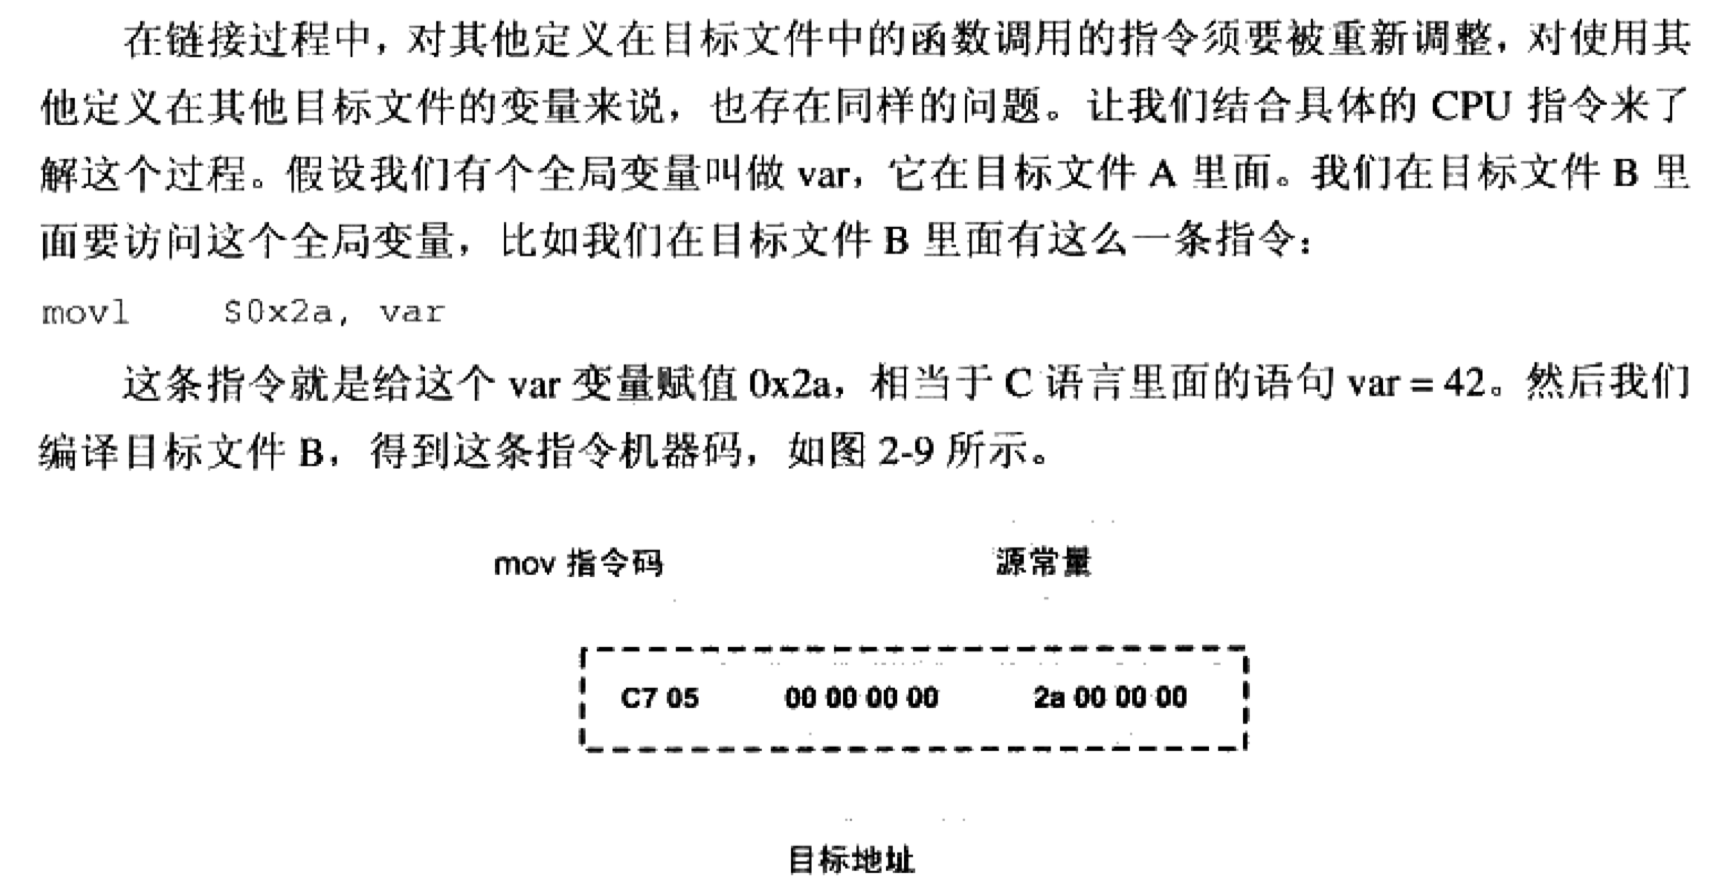 在链接过程中，对其他定义在目标文件中的函数调用的指令须要被重新调整，对使用其
他定义在其他目标文件的变量来说，也存在同样的问题。让我们结合具体的 CPU 指令来了
解这个过程。假设我们有个全局变量叫做 var，它在目标文件 A 里面。我们在目标文件 B 里
面要访问这个全局变量，比如我们在目标文件 B 里面有这么一条指令：
movl $0x2a, var
这条指令就是给这个 var 变量赋值 0x2a，相当于 C 语言里面的语句 var = 42。然后我们
编译目标文件 B，得到这条指令机器码，如图 2-9 所示。
mov 指令码 源常量
C7 05 00 00 00 00 2a 00 00 00
目标地址